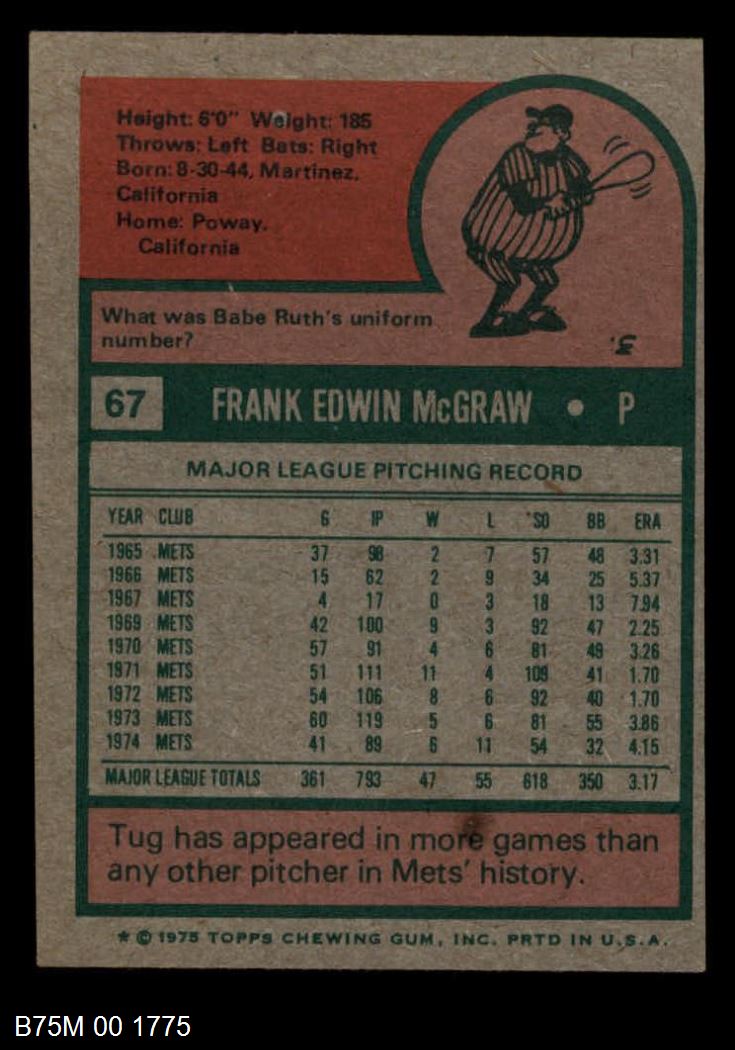 Height: 6'0" Weight: 185
Throws: Left Bats: Right
Born: 8-30-44, Martinez,
California
Home: Poway,
California
What was Babe Ruth's uniform
number?
67 FRANK EDWIN McGRAW • P
MAJOR LEAGUE PITCHING RECORD
YEAR CLUB G IP W L SO BB ERA
1965 METS 37 98 2 7 57 48 3.31
1966 METS 15 62 2 9 34 25 5.37
1967 METS 4 17 0 3 18 13 7.94
1969 METS 42 100 9 3 92 47 2.25
1970 METS 57 91 4 6 81 49 3.26
1971 METS 51 111 11 4 109 41 1.70
1972 METS 54 106 8 6 92 40 1.70
1973 METS 60 119 5 6 81 55 3.86
1974 METS 41 89 6 11 54 32 4.15
MAJOR LEAGUE TOTALS 361 793 47 55 618 350 3.17
Tug has appeared in more games than
any other pitcher in Mets' history.
* © 1975 TOPPS CHEWING GUM, INC. PRTD IN U.S.A.
B75M 00 1775